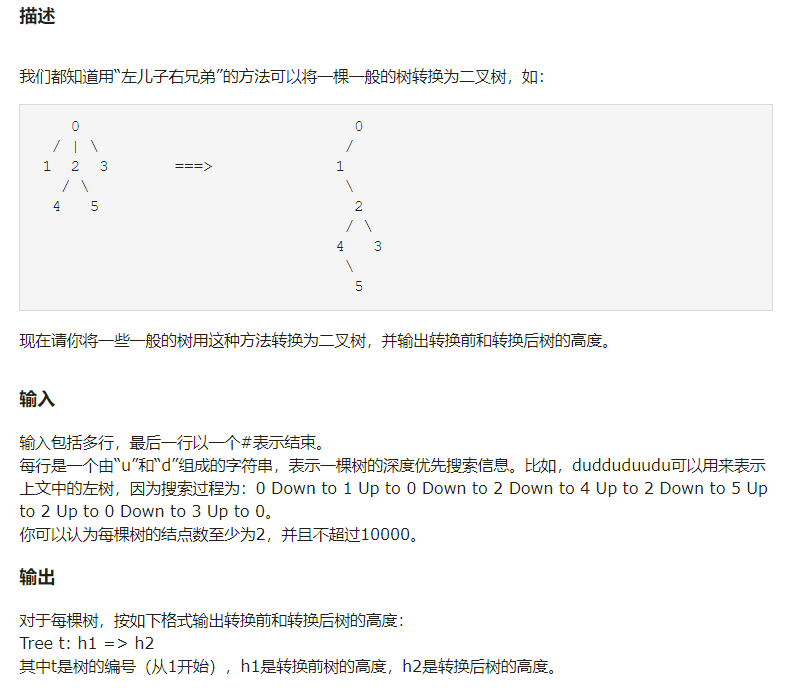 描述
我们都知道用“左儿子右兄弟”的方法可以将一棵一般的树转换为二叉树，如：
0 0
/ | \ /
1 2 3 ===> 1
/ \ \
4 5 2
/ \
4 3
\
5
现在请你将一些一般的树用这种方法转换为二叉树，并输出转换前和转换后树的高度。
输入
输入包括多行，最后一行以一个#表示结束。
每行是一个由“u”和“d”组成的字符串，表示一棵树的深度优先搜索信息。比如，dudduduudu可以用来表示
上文中的左树，因为搜索过程为：0 Down to 1 Up to 0 Down to 2 Down to 4 Up to 2 Down to 5 Up
to 2 Up to 0 Down to 3 Up to 0。
你可以认为每棵树的结点数至少为2，并且不超过10000。
输出
对于每棵树，按如下格式输出转换前和转换后树的高度：
Tree t: h1 => h2
其中t是树的编号（从1开始），h1是转换前树的高度，h2是转换后树的高度。